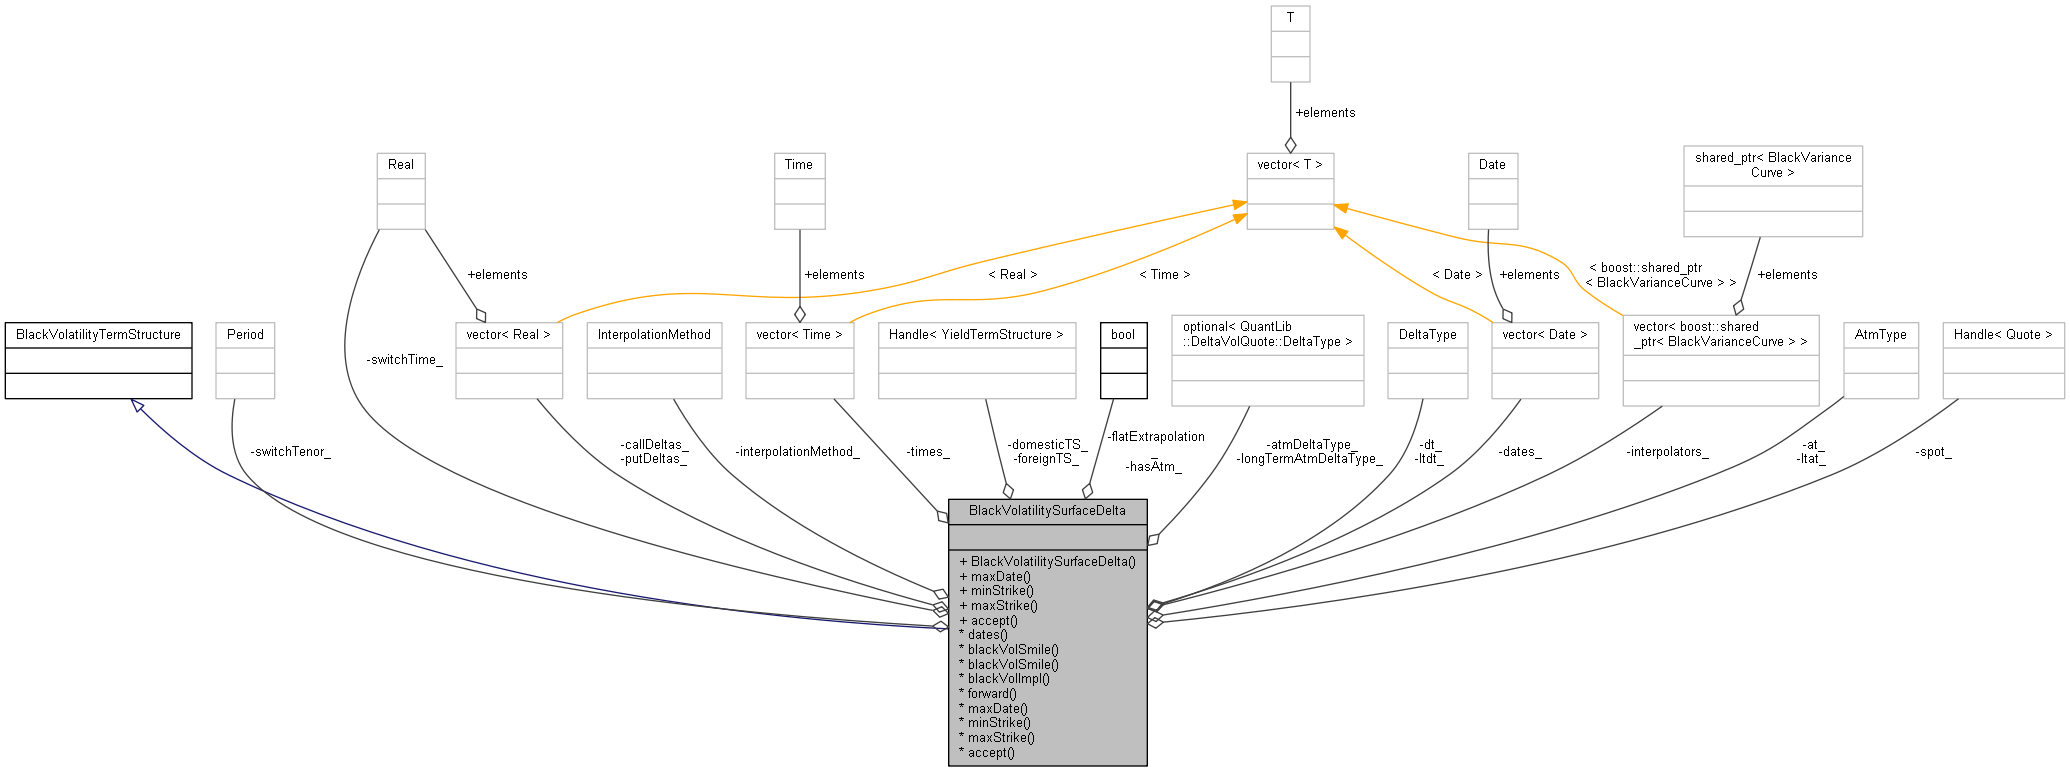 T
+elements
Real
Time
vector< T >
Date
shared_ptr< BlackVariance
Curve >
+elements
< Real >
+elements
< Time >
< Date >
+elements
< boost::shared_ptr
< BlackVarianceCurve > >
+elements
BlackVolatilityTermStructure
Period
-switchTime_
vector< Real >
InterpolationMethod
vector< Time >
Handle< YieldTermStructure >
bool
optional< QuantLib
::DeltaVolQuote::DeltaType >
DeltaType
vector< Date >
vector< boost::shared
_ptr< BlackVarianceCurve > >
AtmType
Handle< Quote >
-switchTenor_
-callDeltas_
-putDeltas_
-interpolationMethod_
-times_
-domesticTS_
-foreignTS_
-flatExtrapolation
_
-hasAtm_
-atmDeltaType_
-longTermAtmDeltaType_
-dt_
-ltdt_
-dates_
-interpolators_
-at_
-ltat_
-spot_
BlackVolatilitySurfaceDelta
+ BlackVolatilitySurfaceDelta()
+ maxDate()
+ minStrike()
+ maxStrike()
+ accept()
* dates()
* blackVolSmile()
* blackVolSmile()
* blackVolImpl()
* forward()
* maxDate()
* minStrike()
* maxStrike()
* accept()